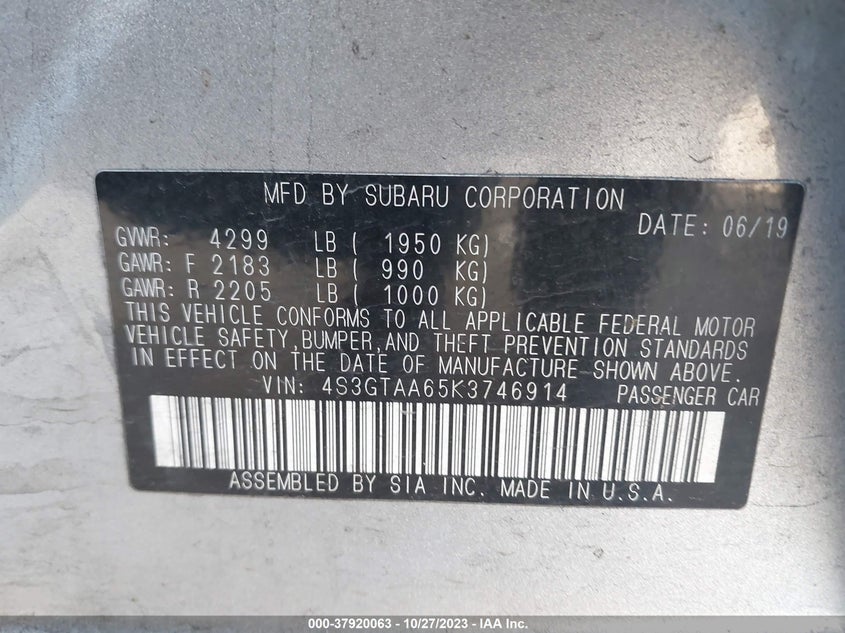 MFD BY SUBARU CORPORATION
DATE: 06/19
GVWR: 4299 LB ( 1950 KG)
GAWR: F 2183 LB ( 990 KG)
GAWR: R 2205 LB ( 1000 KG)
THIS VEHICLE CONFORMS TO ALL APPLICABLE FEDERAL MOTOR
VEHICLE SAFETY,BUMPER,AND THEFT PREVENTION STANDARDS
IN EFFECT ON THE DATE OF MANUFACTURE SHOWN ABOVE.
VIN: 4S3GTAA65K3746914 PASSENGER CAR
ASSEMBLED BY SIA INC. MADE IN U.S.A.
000-37920063 - 10/27/2023 - IAA Inc.